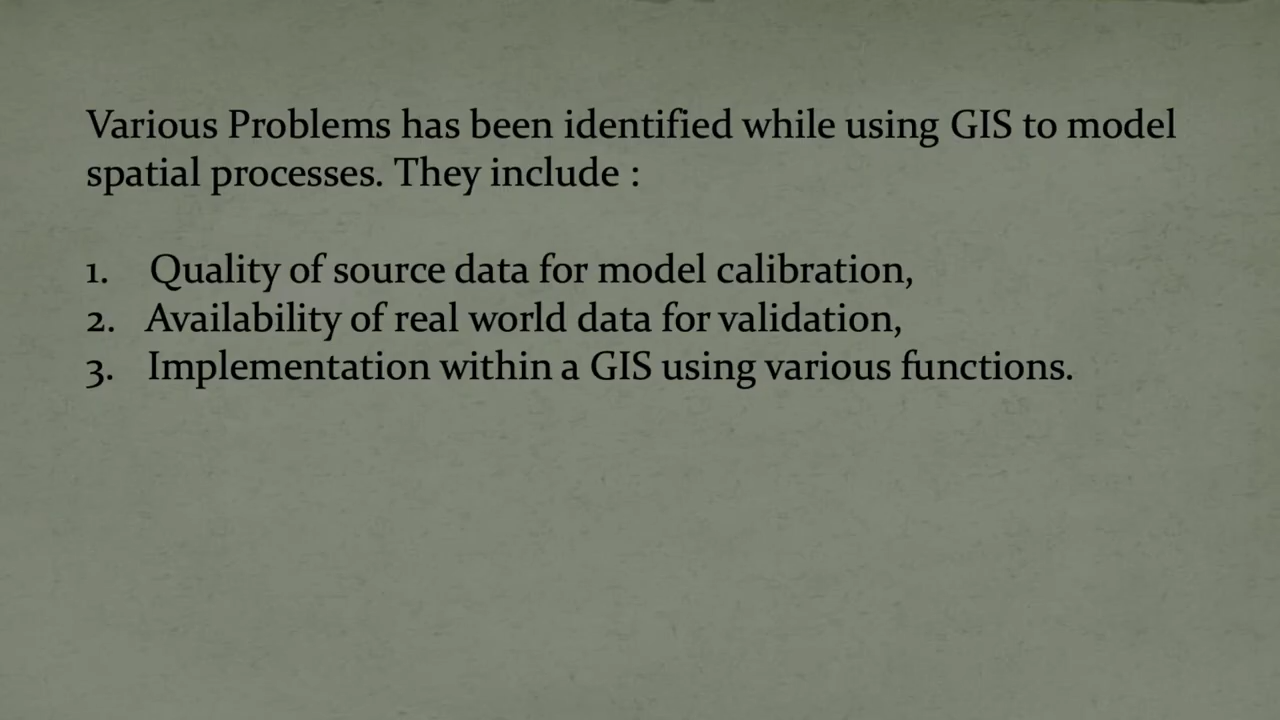 Various Problems has been identified while using GIS to model
spatial processes. They include :
1. Quality of source data for model calibration,
2. Availability of real world data for validation,
3. Implementation within a GIS using various functions.